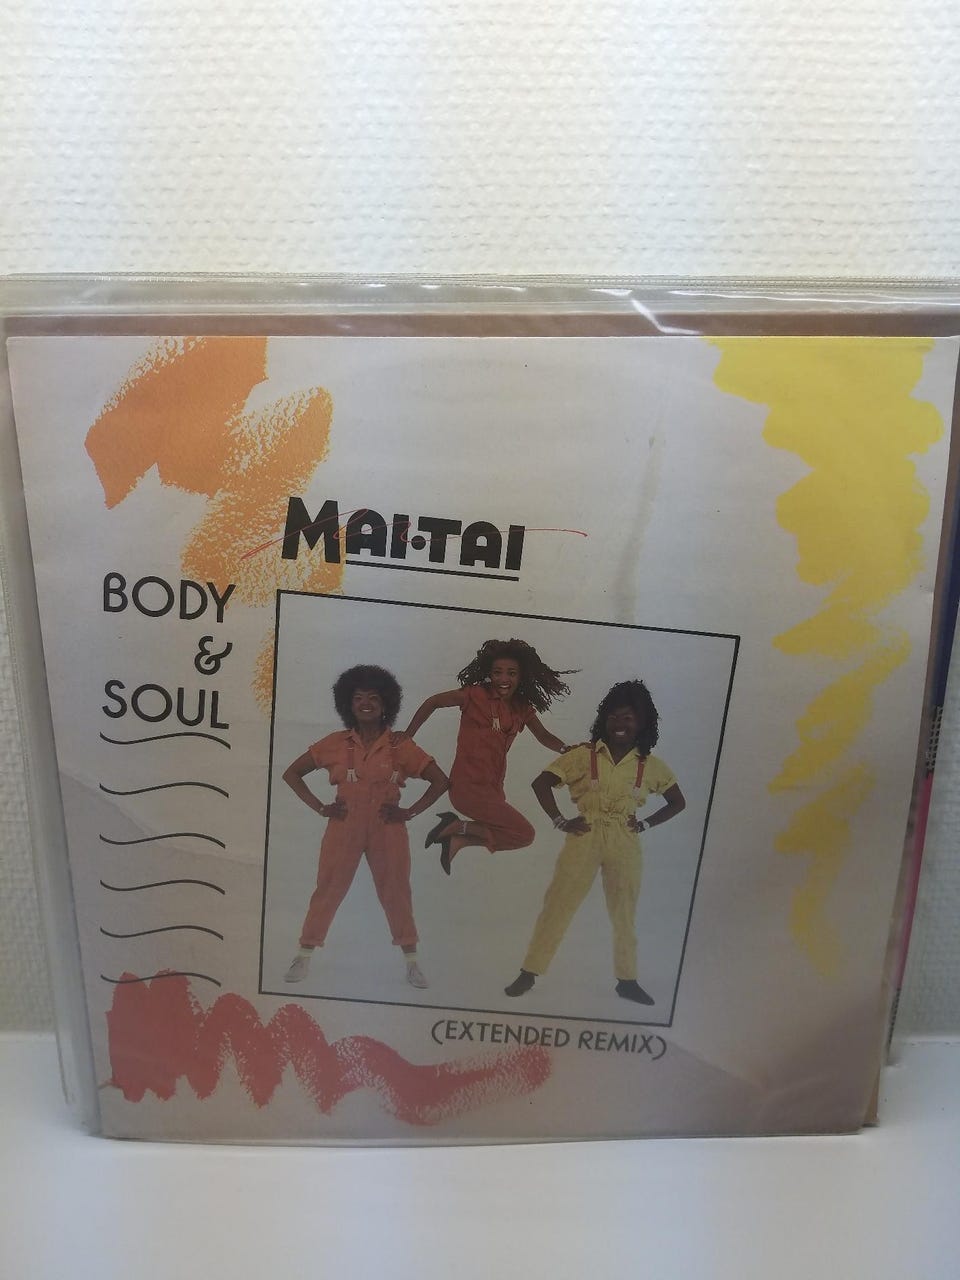 MAI·TAI
BODY
&
SOUL
(EXTENDED REMIX)